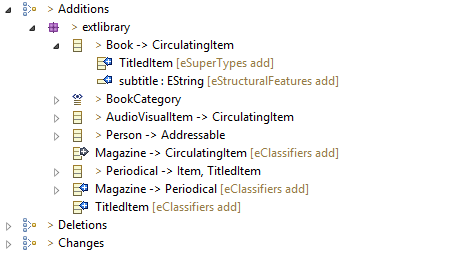 > Additions
> extlibrary
> Book -> CirculatingItem
TitledItem [eSuperTypes add]
subtitle : EString [eStructuralFeatures add]
> BookCategory
> AudioVisualItem -> CirculatingItem
> Person -> Addressable
Magazine -> CirculatingItem [eClassifiers add]
> Periodical -> Item, TitledItem
Magazine -> Periodical [eClassifiers add]
TitledItem [eClassifiers add]
> Deletions
> Changes